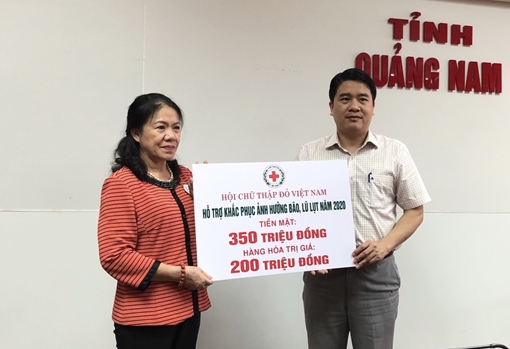 TỈNH
QUẢNG NAM
HỘI CHỮ THẬP ĐỎ VIỆT NAM
HỖ TRỢ KHẮC PHỤC ẢNH HƯỞNG BÃO, LŨ LỤT NĂM 2020
TIỀN MẶT:
350 TRIỆU ĐỒNG
HÀNG HÓA TRỊ GIÁ:
200 TRIỆU ĐỒNG